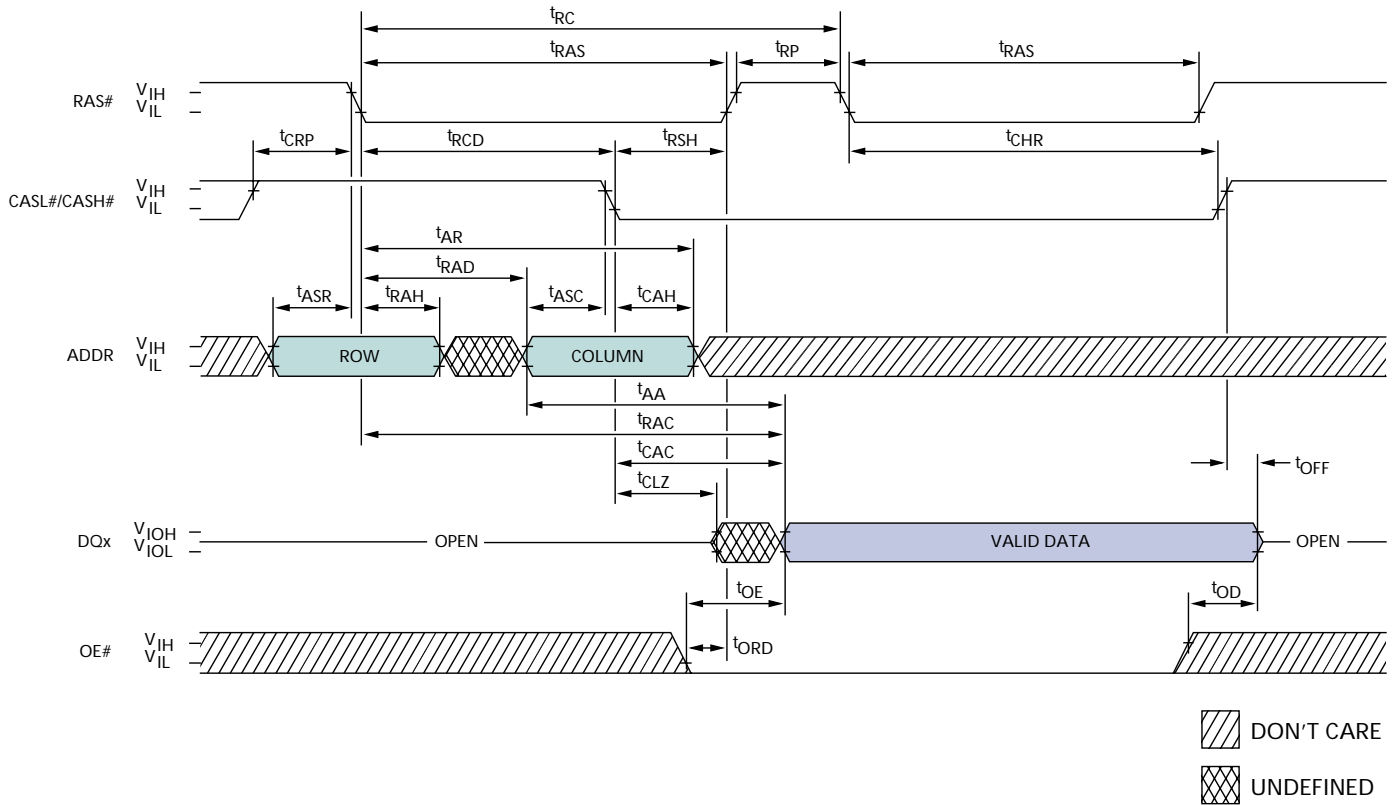 tRC
tRAS tRP tRAS
RAS# VIH
VIL
tCRP tRCD tRSH tCHR
CASL#/CASH# VIH
VIL
tAR
tRAD
tASR tRAH tASC tCAH
ADDR VIH
VIL
ROW COLUMN
tAA
tRAC
tCAC
tCLZ tOFF
DQx VIOH
VIOL
OPEN VALID DATA OPEN
tOE tOD
OE# VIH
VIL
tORD
DON'T CARE
UNDEFINED